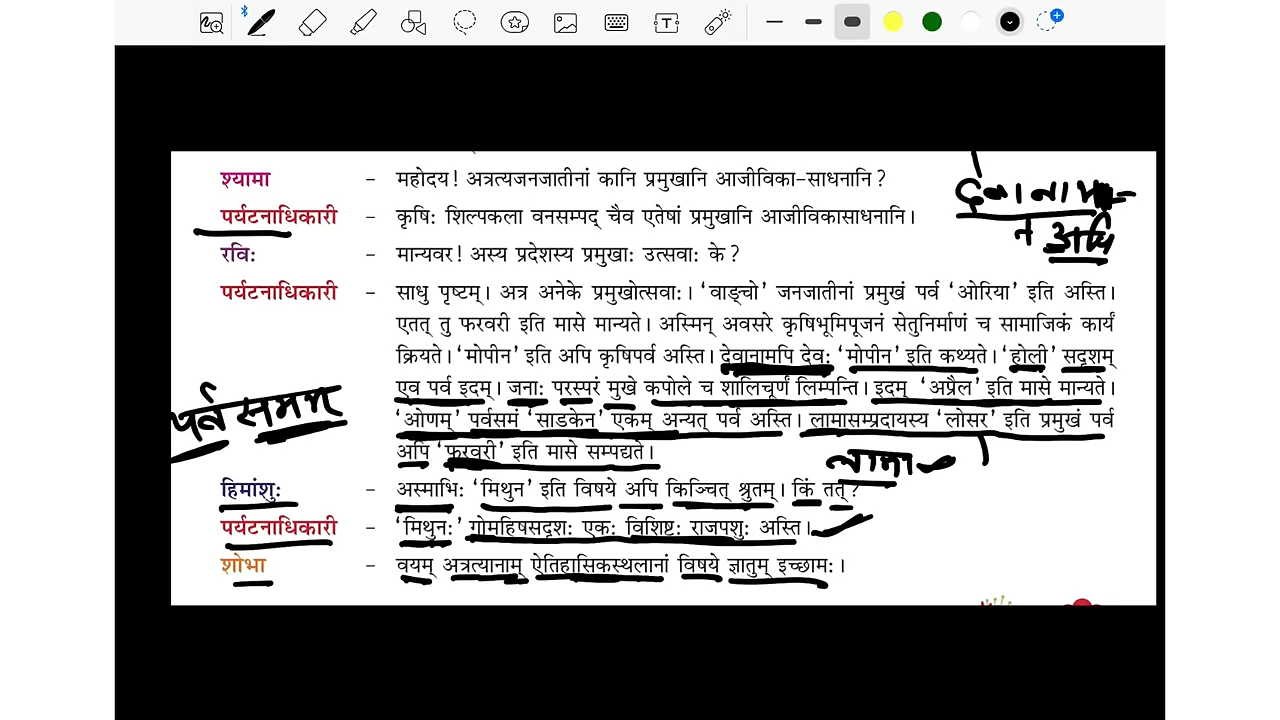 श्यामा - महोदय! अत्रत्यजनजातीनां कानि प्रमुखानि आजीविका-साधनानि?
पर्यटनाधिकारी - कृषिः शिल्पकला वनसम्पद् चैव एतेषां प्रमुखानि आजीविकासाधनानि।
रविः - मान्यवर! अस्य प्रदेशस्य प्रमुखाः उत्सवाः के?
पर्यटनाधिकारी - साधु पृष्टम्। अत्र अनेके प्रमुखोत्सवाः। 'वाङ्चो' जनजातीनां प्रमुखं पर्व 'ओरिया' इति अस्ति।
एतत् तु फरवरी इति मासे मान्यते। अस्मिन् अवसरे कृषिभूमिपूजनं सेतुनिर्माणं च सामाजिकं कार्यं
क्रियते। 'मोपीन' इति अपि कृषिपर्व अस्ति। देवानामपि देवः 'मोपीन' इति कथ्यते। 'होली' सदृशम्
एव पर्व इदम्। जनाः परस्परं मुखे कपोले च शालिचूर्णं लिम्पन्ति। इदम् 'अप्रैल' इति मासे मान्यते।
पर्व समम्
'ओणम्' पर्वसमं 'साडकेन' एकम् अन्यत् पर्व अस्ति। लामासम्प्रदायस्य 'लोसर' इति प्रमुखं पर्व
अपि 'फरवरी' इति मासे सम्पद्यते।
लामा
हिमांशुः - अस्माभिः 'मिथुन' इति विषये अपि किञ्चित् श्रुतम्। किं तत्?
पर्यटनाधिकारी - 'मिथुनः' गोमहिषसदृशः एकः विशिष्टः राजपशुः अस्ति।
शोभा - वयम् अत्रत्यानाम् ऐतिहासिकस्थलानां विषये ज्ञातुम् इच्छामः।
अपि